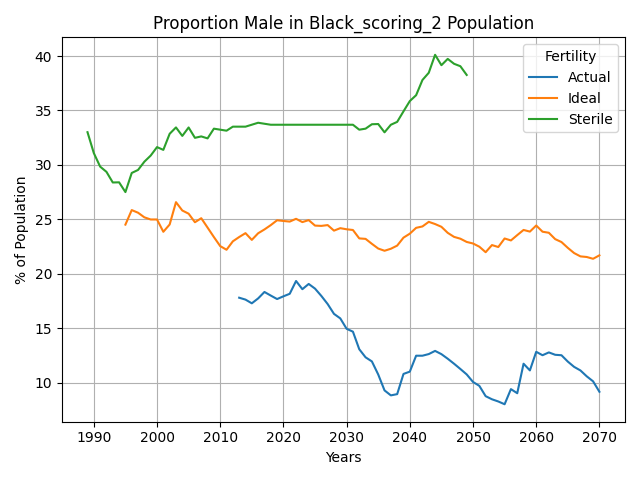 Proportion Male in Black_scoring_2 Population
% of Population
40
35
30
25
20
15
10
Fertility
Actual
Ideal
Sterile
1990 2000 2010 2020 2030 2040 2050 2060 2070
Years